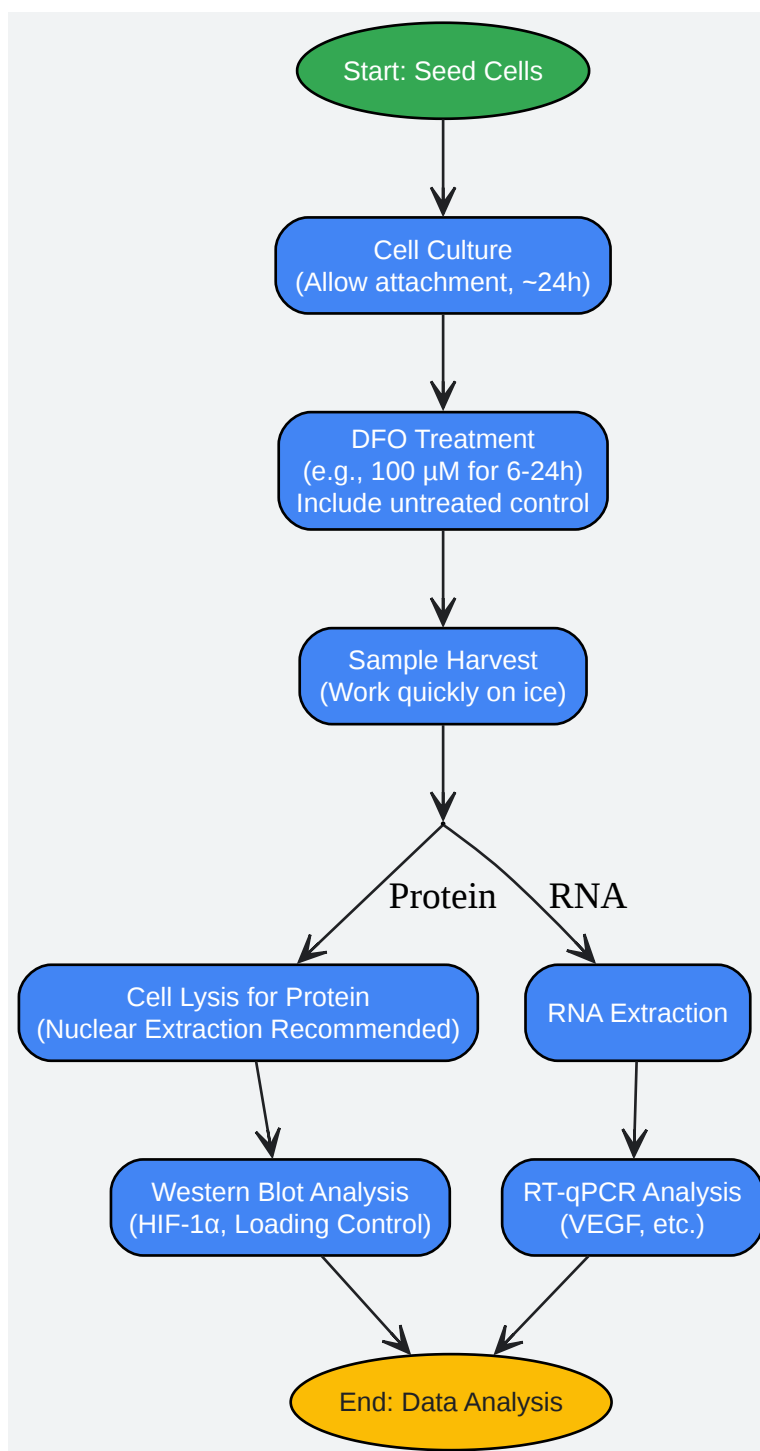 Start: Seed Cells
Cell Culture
(Allow attachment, ~24h)
DFO Treatment
(e.g., 100 µM for 6-24h)
Include untreated control
Sample Harvest
(Work quickly on ice)
Protein
RNA
Cell Lysis for Protein
(Nuclear Extraction Recommended)
RNA Extraction
Western Blot Analysis
(HIF-1α, Loading Control)
RT-qPCR Analysis
(VEGF, etc.)
End: Data Analysis